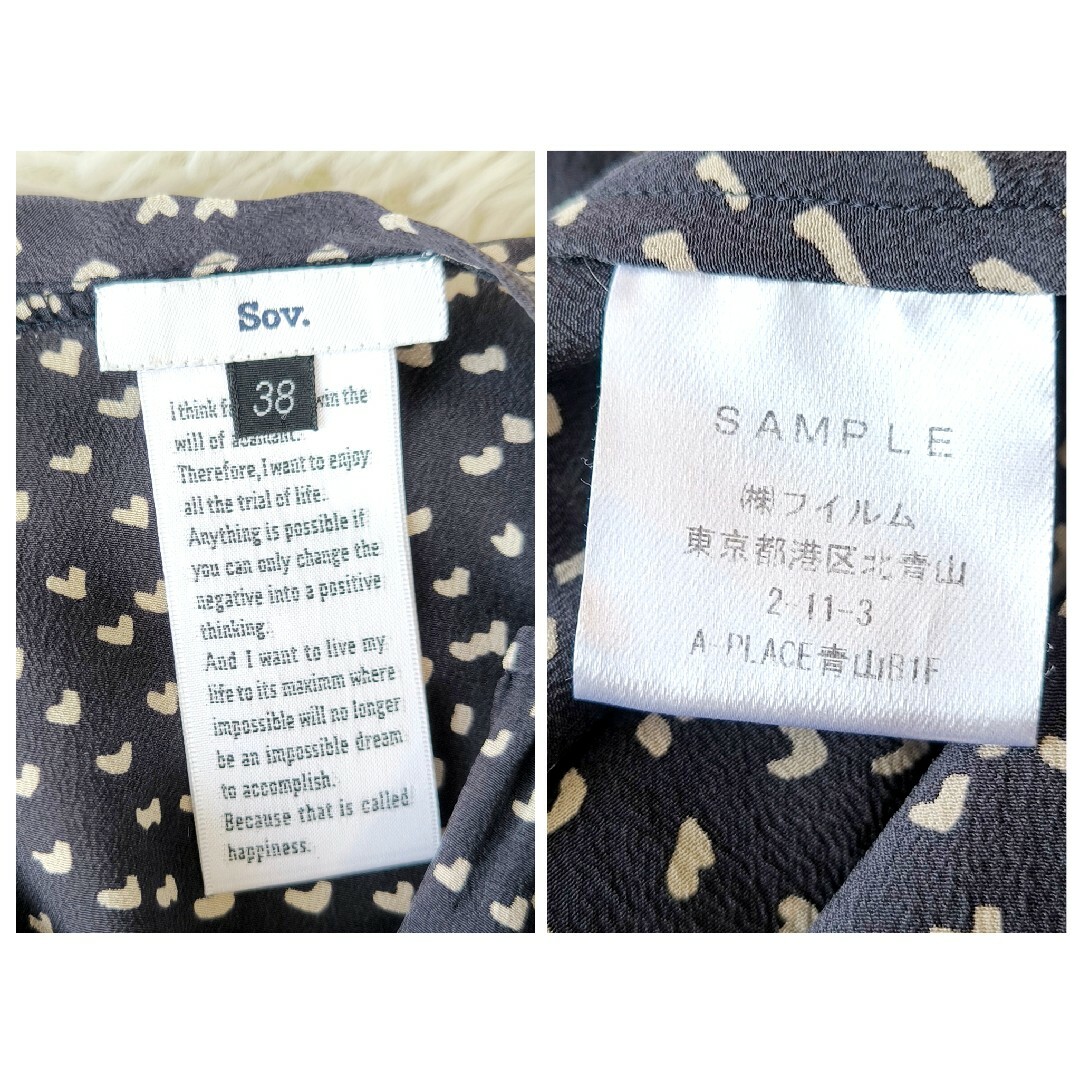 Sov.
38
I think in the
will of adamant.
Therefore, I want to enjoy
all the trial of life.
Anything is possible if
you can only change the
negative into a positive
thinking.
And I want to live my
life to its maximm where
impossible will no longer
be an impossible dream
to accomplish.
Because that is called
happiness.
SAMPLE
㈱フイルム
東京都港区北青山
2-11-3
A-PLACE青山B1F